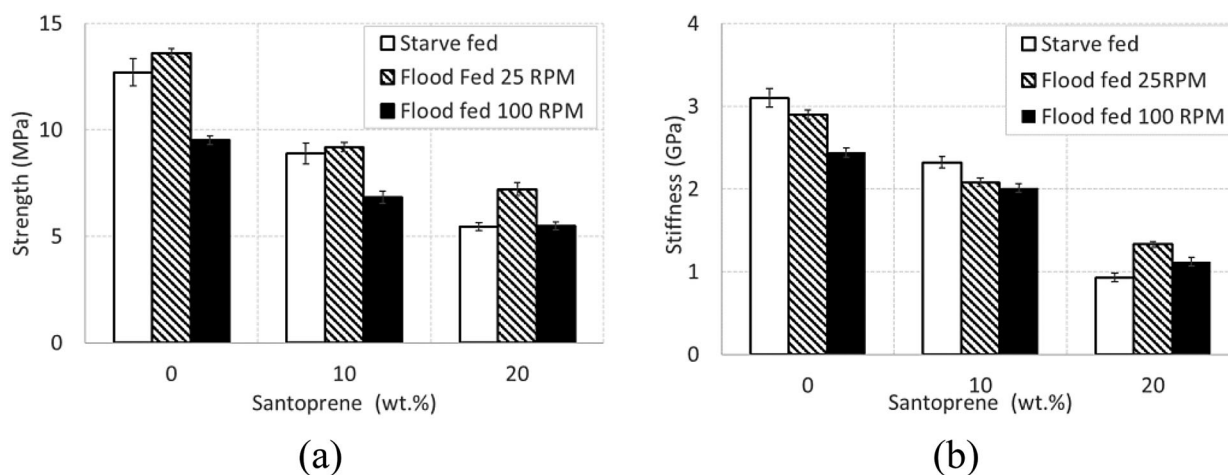 15
10
5
0
Strength (MPa)
Starve fed
Flood Fed 25 RPM
Flood fed 100 RPM
0 10 20
Santoprene (wt.%)
(a)
4
3
2
1
0
Stiffness (GPa)
Starve fed
Flood fed 25RPM
Flood fed 100 RPM
0 10 20
Santoprene (wt.%)
(b)